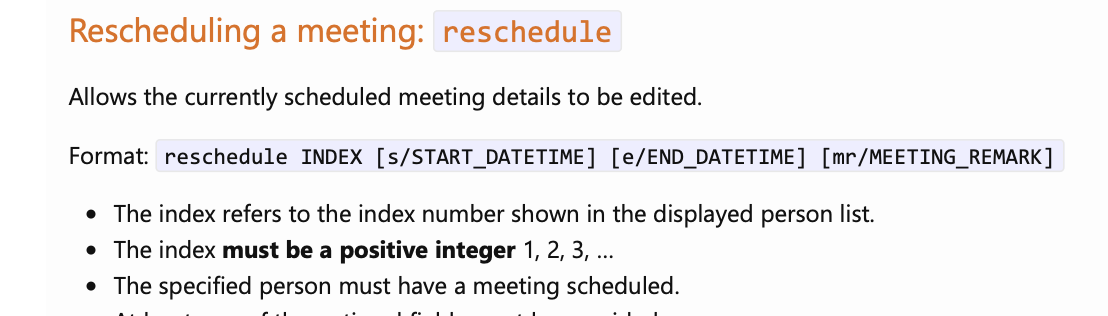 Rescheduling a meeting: reschedule
Allows the currently scheduled meeting details to be edited.
Format: reschedule INDEX [s/START_DATETIME] [e/END_DATETIME] [mr/MEETING_REMARK]
• The index refers to the index number shown in the displayed person list.
• The index must be a positive integer 1, 2, 3, …
• The specified person must have a meeting scheduled.